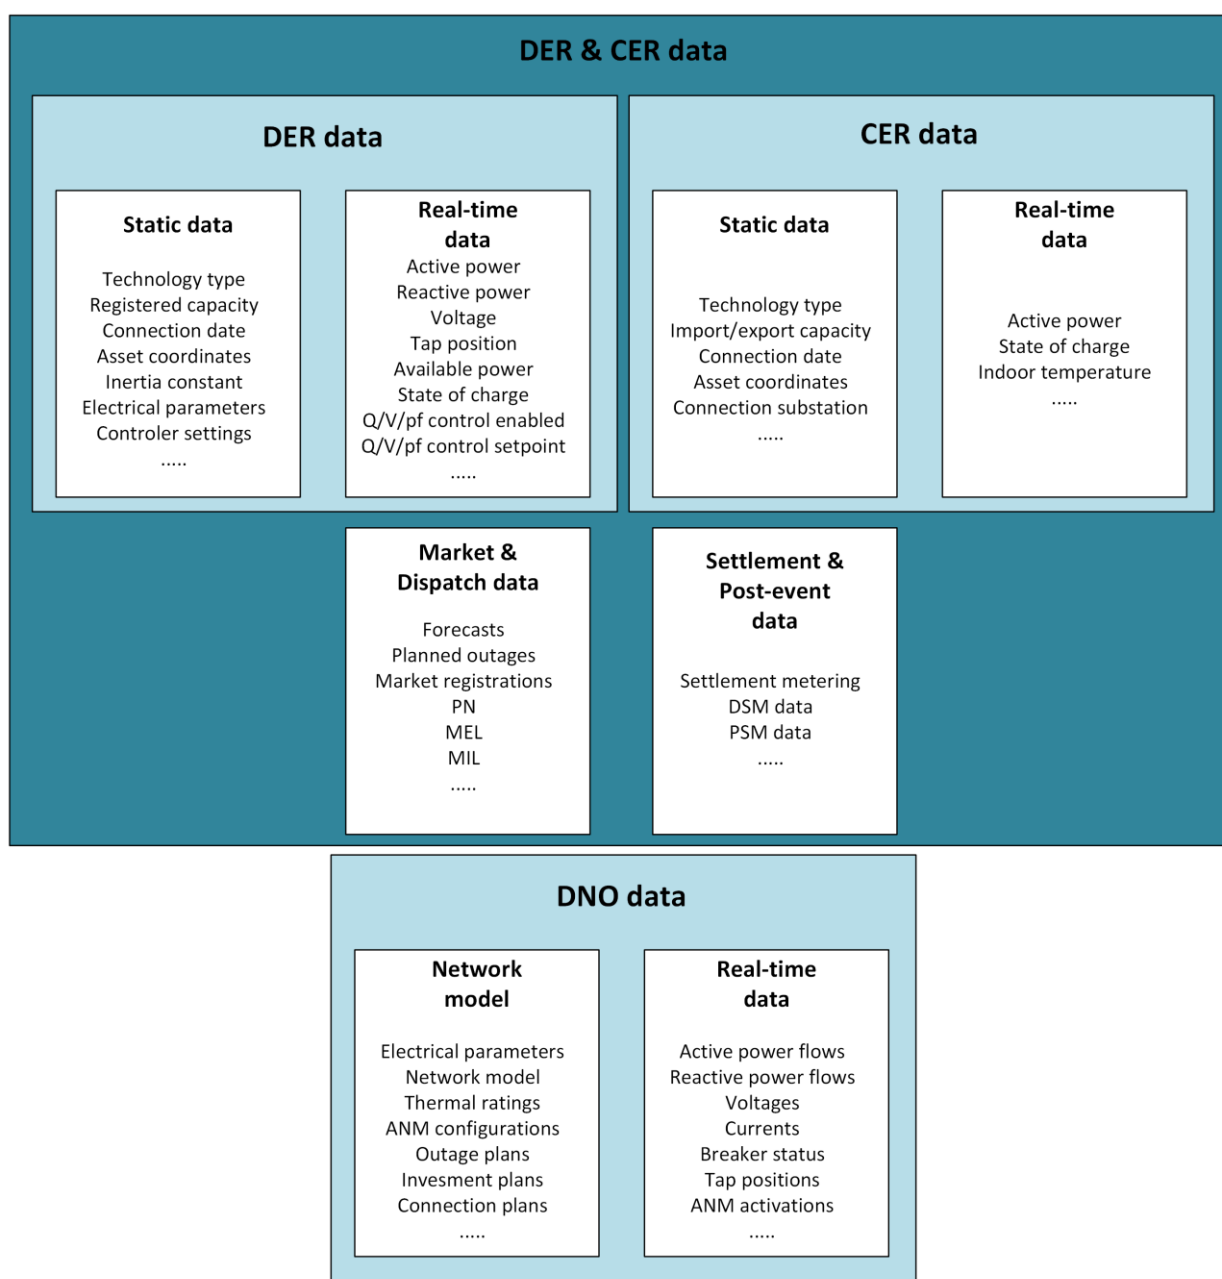 DER & CER data
DER data
Static data
Technology type
Registered capacity
Connection date
Asset coordinates
Inertia constant
Electrical parameters
Controler settings
.....
Real-time
data
Active power
Reactive power
Voltage
Tap position
Available power
State of charge
Q/V/pf control enabled
Q/V/pf control setpoint
.....
CER data
Static data
Technology type
Import/export capacity
Connection date
Asset coordinates
Connection substation
.....
Real-time
data
Active power
State of charge
Indoor temperature
.....
Market &
Dispatch data
Forecasts
Planned outages
Market registrations
PN
MEL
MIL
.....
Settlement &
Post-event
data
Settlement metering
DSM data
PSM data
.....
DNO data
Network
model
Electrical parameters
Network model
Thermal ratings
ANM configurations
Outage plans
Invesment plans
Connection plans
.....
Real-time
data
Active power flows
Reactive power flows
Voltages
Currents
Breaker status
Tap positions
ANM activations
.....